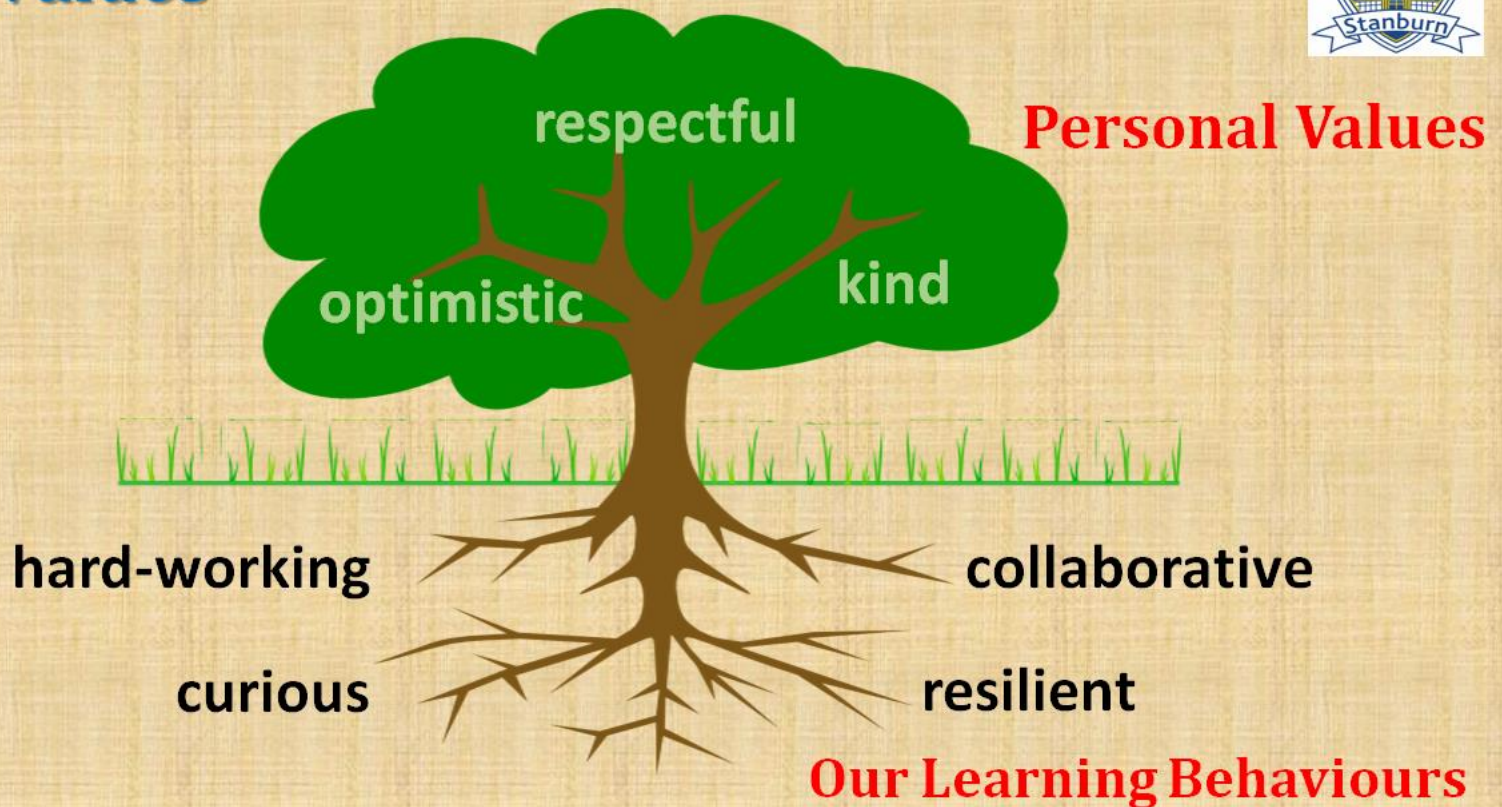 Stanburn
respectful
Personal Values
optimistic
kind
hard-working
collaborative
curious
resilient
Our Learning Behaviours